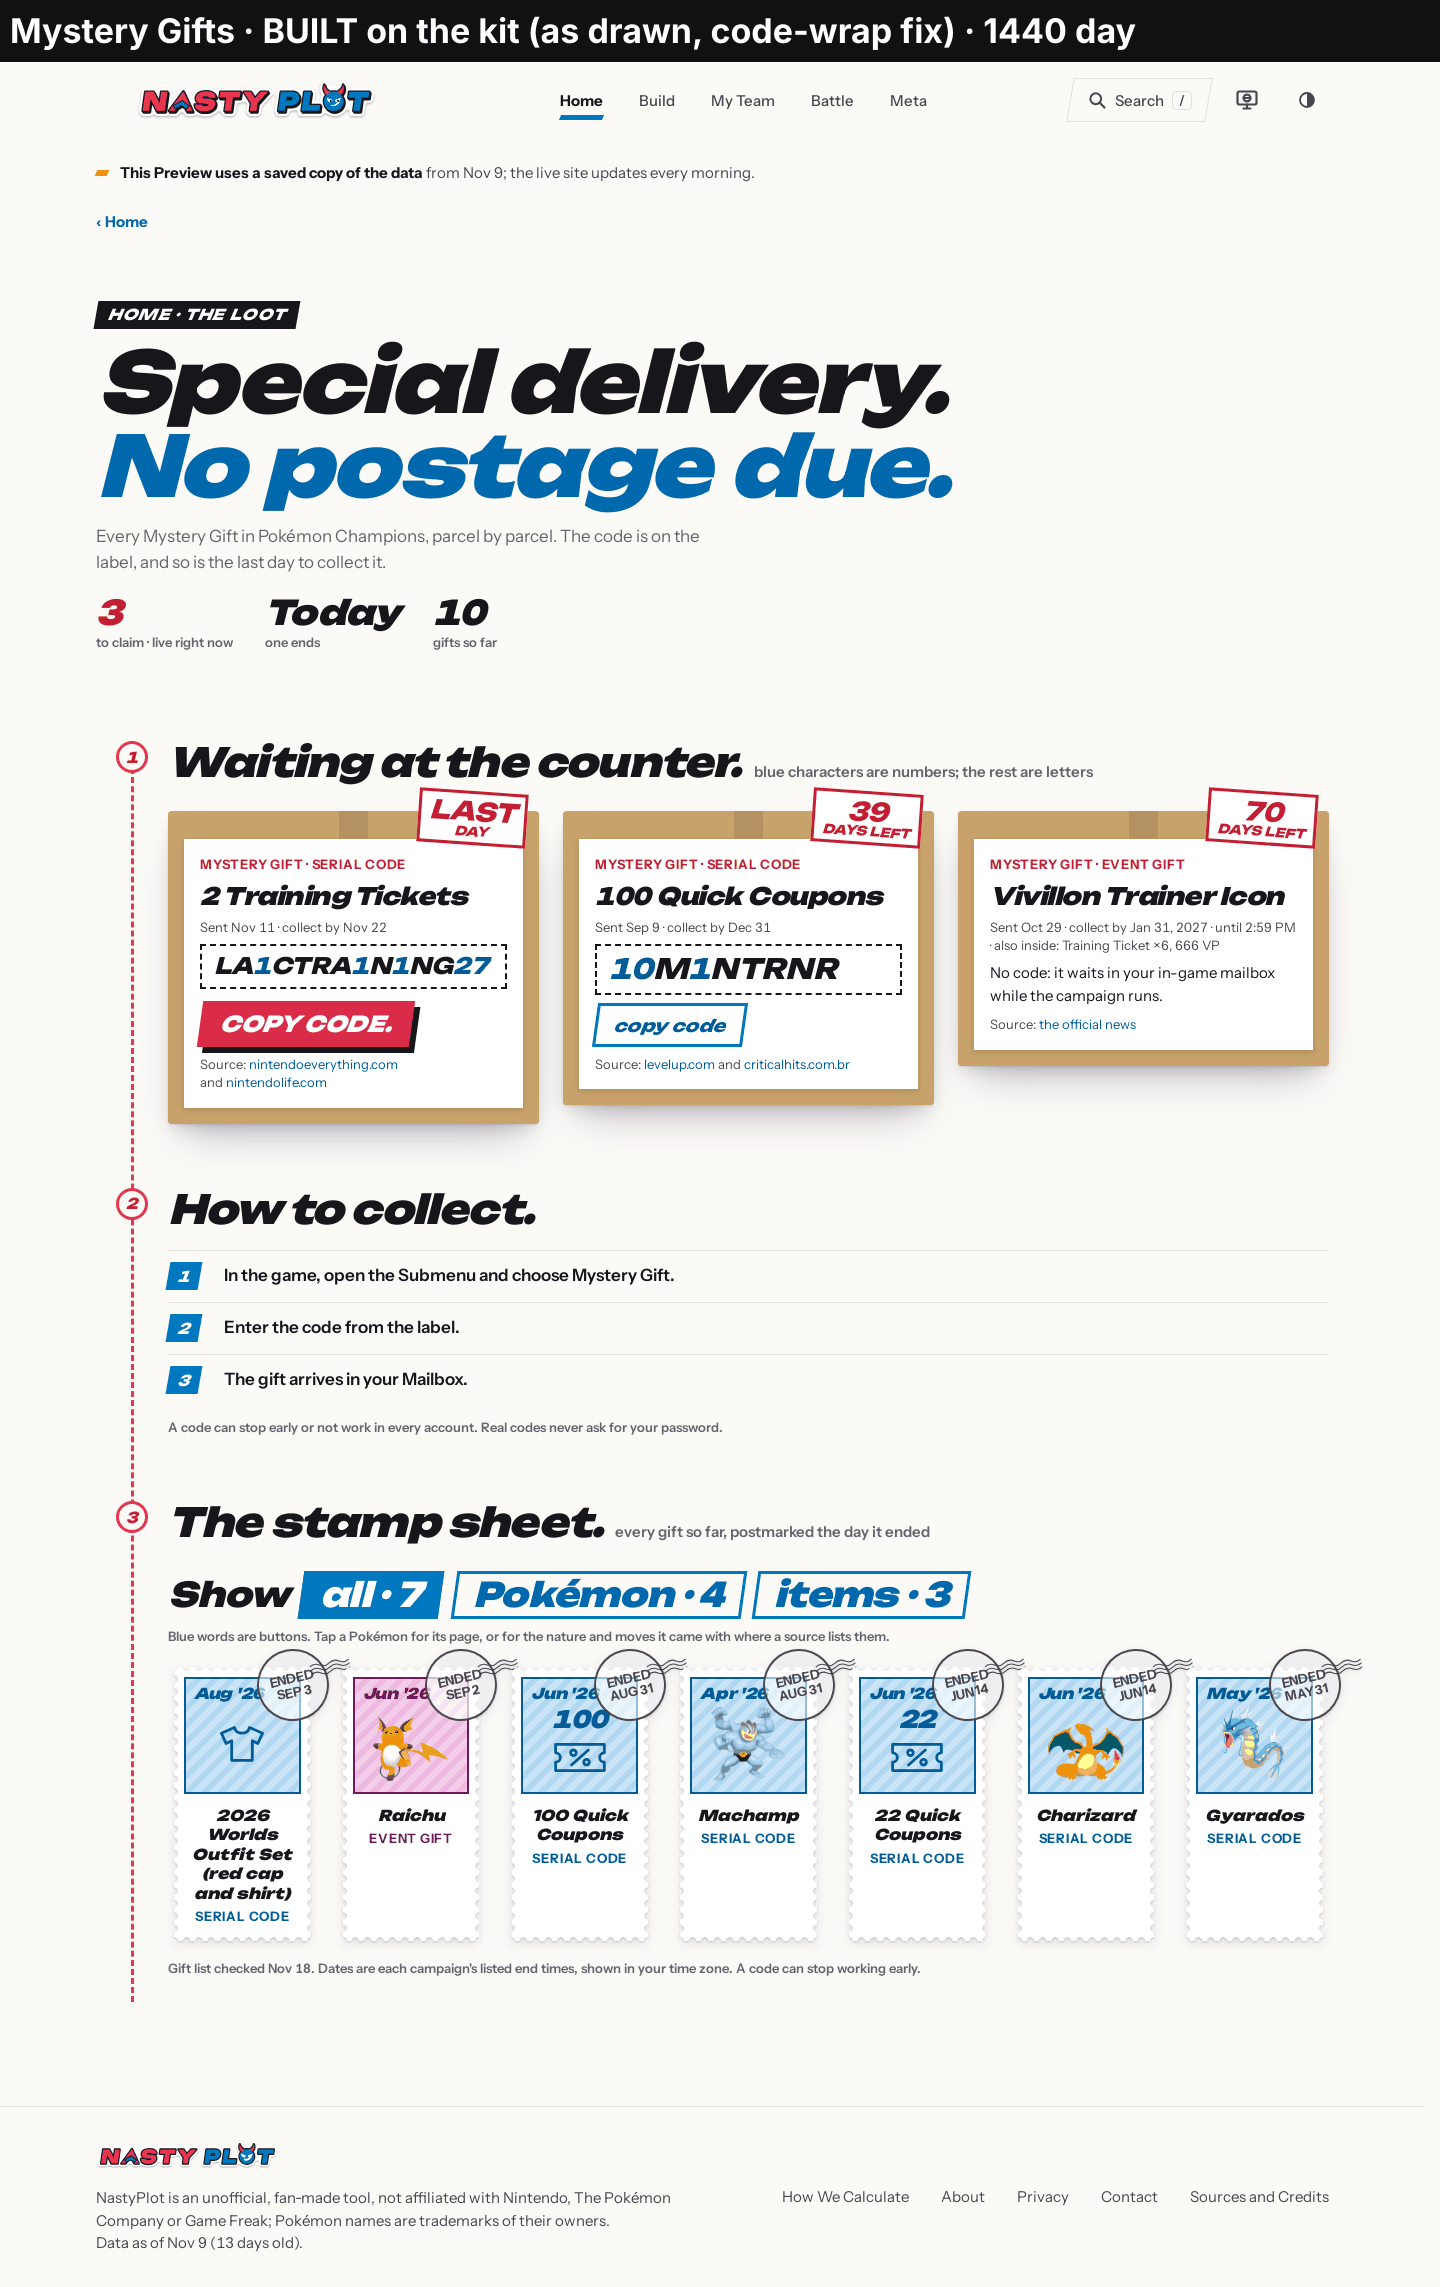 Mystery Gifts · BUILT on the kit (as drawn, code-wrap fix) · 1440 day
NASTY PLOT
Home
Build
My Team
Battle
Meta
Search /
This Preview uses a saved copy of the data from Nov 9; the live site updates every morning.
‹ Home
HOME · THE LOOT
Special delivery.
No postage due.
Every Mystery Gift in Pokémon Champions, parcel by parcel. The code is on the
label, and so is the last day to collect it.
3
to claim · live right now
Today
one ends
10
gifts so far
1
Waiting at the counter. blue characters are numbers; the rest are letters
LAST
DAY
MYSTERY GIFT · SERIAL CODE
2 Training Tickets
Sent Nov 11 · collect by Nov 22
LA1CTRA1N1NG27
COPY CODE.
Source: nintendoeverything.com
and nintendolife.com
39
DAYS LEFT
MYSTERY GIFT · SERIAL CODE
100 Quick Coupons
Sent Sep 9 · collect by Dec 31
10M1NTRNR
copy code
Source: levelup.com and criticalhits.com.br
70
DAYS LEFT
MYSTERY GIFT · EVENT GIFT
Vivillon Trainer Icon
Sent Oct 29 · collect by Jan 31, 2027 · until 2:59 PM
· also inside: Training Ticket ×6, 666 VP
No code: it waits in your in-game mailbox
while the campaign runs.
Source: the official news
2
How to collect.
1
In the game, open the Submenu and choose Mystery Gift.
2
Enter the code from the label.
3
The gift arrives in your Mailbox.
A code can stop early or not work in every account. Real codes never ask for your password.
3
The stamp sheet. every gift so far, postmarked the day it ended
Show all · 7 Pokémon · 4 items · 3
Blue words are buttons. Tap a Pokémon for its page, or for the nature and moves it came with where a source lists them.
Aug '26
ENDED
SEP 3
2026
Worlds
Outfit Set
(red cap
and shirt)
SERIAL CODE
Jun '26
ENDED
SEP 2
Raichu
EVENT GIFT
Jun '26
ENDED
AUG 31
100
100 Quick
Coupons
SERIAL CODE
Apr '26
ENDED
AUG 31
Machamp
SERIAL CODE
Jun '26
ENDED
JUN 14
22
22 Quick
Coupons
SERIAL CODE
Jun '26
ENDED
JUN 14
Charizard
SERIAL CODE
May '26
ENDED
MAY 31
Gyarados
SERIAL CODE
Gift list checked Nov 18. Dates are each campaign's listed end times, shown in your time zone. A code can stop working early.
NASTY PLOT
NastyPlot is an unofficial, fan-made tool, not affiliated with Nintendo, The Pokémon
Company or Game Freak; Pokémon names are trademarks of their owners.
Data as of Nov 9 (13 days old).
How We Calculate
About
Privacy
Contact
Sources and Credits